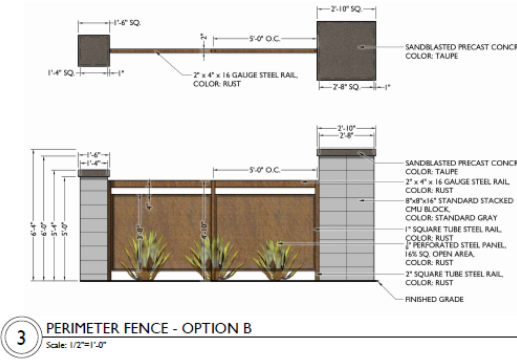 2'-10" SQ.
1'-6" SQ.
2"
5'-0" O.C.
SANDBLASTED PRECAST CONCR
COLOR: TAUPE
1'-4" SQ.
1"
2" x 4" x 16 GAUGE STEEL RAIL,
COLOR: RUST
2'-8" SQ.
1"
2'-10"
2'-8"
1'-6"
1'-4"
5'-0" O.C.
SANDBLASTED PRECAST CONCR
COLOR: TAUPE
2" x 4" x 16 GAUGE STEEL RAIL,
COLOR: RUST
8"x8"x16" STANDARD STACKED
CMU BLOCK,
COLOR: STANDARD GRAY
1" SQUARE TUBE STEEL RAIL,
COLOR: RUST
PERFORATED STEEL PANEL,
16% SQ. OPEN AREA,
COLOR: RUST
2" SQUARE TUBE STEEL RAIL,
COLOR: RUST
FINISHED GRADE
6'-4"
5'-4"
5'-0"
3 PERIMETER FENCE - OPTION B
Scale: 1/2"=1'-0"